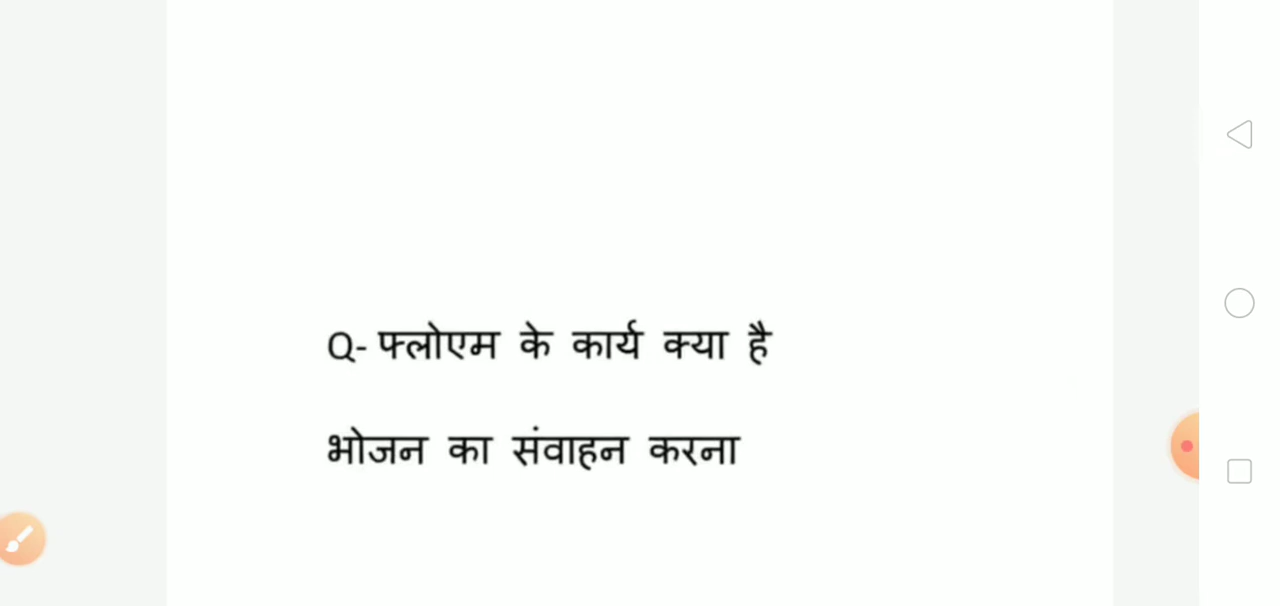 Q- फ्लोएम के कार्य क्या है
भोजन का संवाहन करना